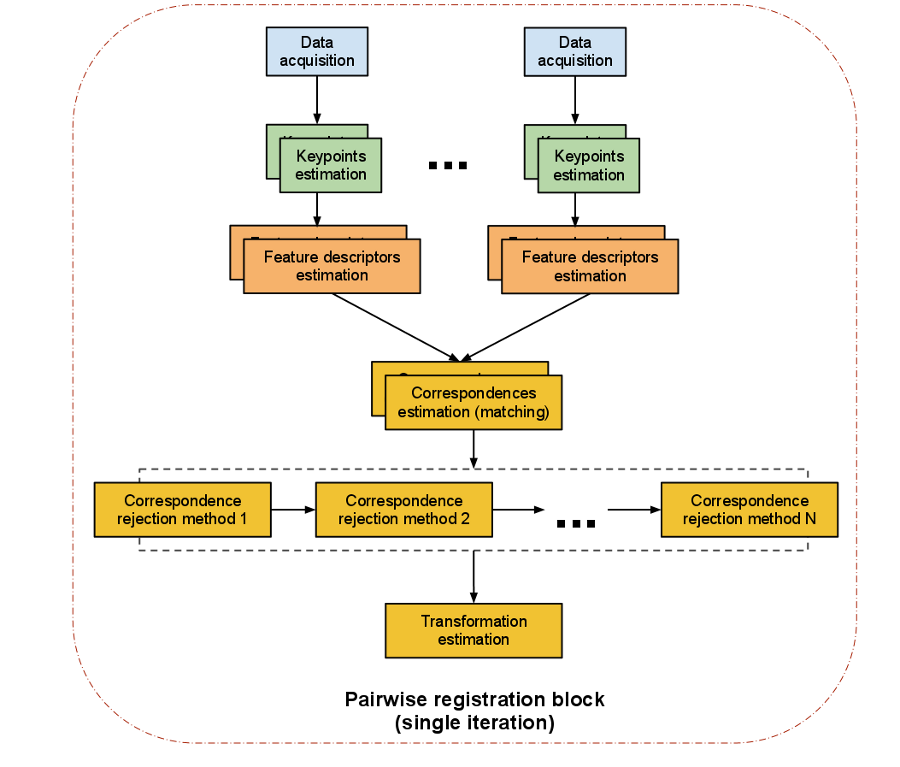 Data
acquisition
Data
acquisition
Keypoints
estimation
...
Keypoints
estimation
Feature descriptors
estimation
Feature descriptors
estimation
Correspondences
estimation (matching)
Correspondence
rejection method 1
Correspondence
rejection method 2
...
Correspondence
rejection method N
Transformation
estimation
Pairwise registration block
(single iteration)